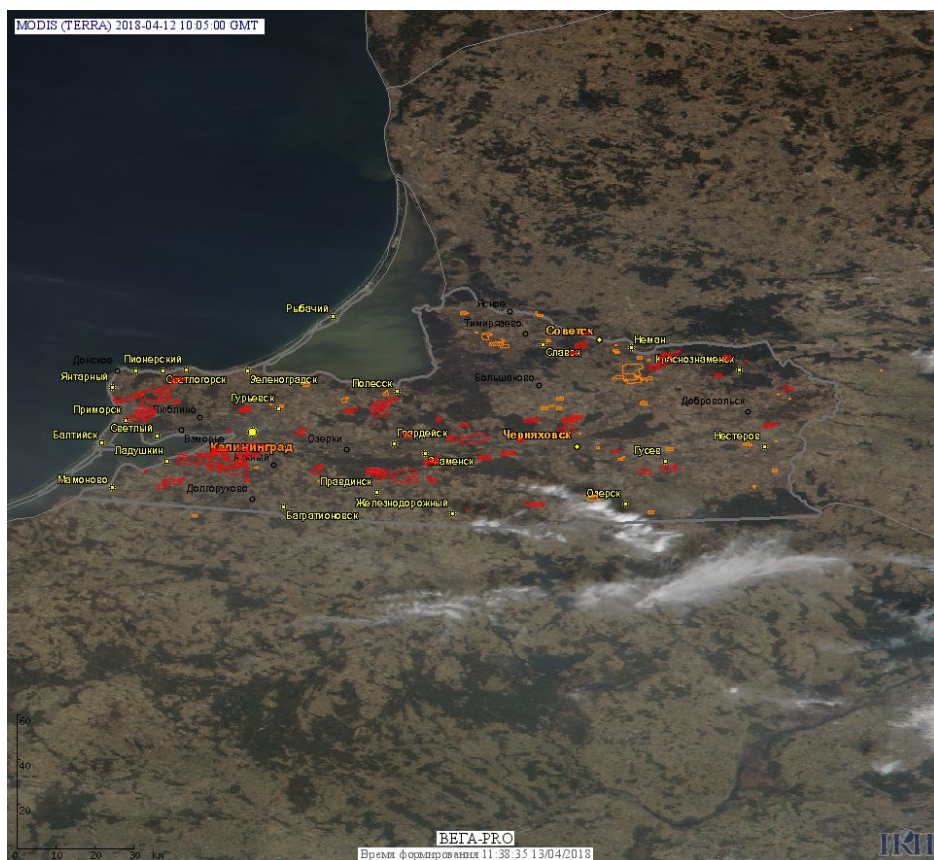 MODIS (TERRA) 2018-04-12 10:05:00 GMT
Рыбачий
Ясное
Тимирязево
Советск
Славск
Неман
Донское
Пионерский
Светлогорск
Зеленоградск
Янтарный
Полесск
Большаково
Краснознаменск
Приморск
Люблино
Гурьевск
Добровольск
Светлый
Взморье
Калининград
Озерки
Гвардейск
Черняховск
Нестеров
Балтийск
Ладушкин
Южный
Знаменск
Гусев
Мамоново
Долгоруково
Правдинск
Железнодорожный
Озерск
Багратионовск
60
40
20
0 10 20 30 km
ВЕГА-PRO
Время формирования 11:38:35 13/04/2018
ИКИ